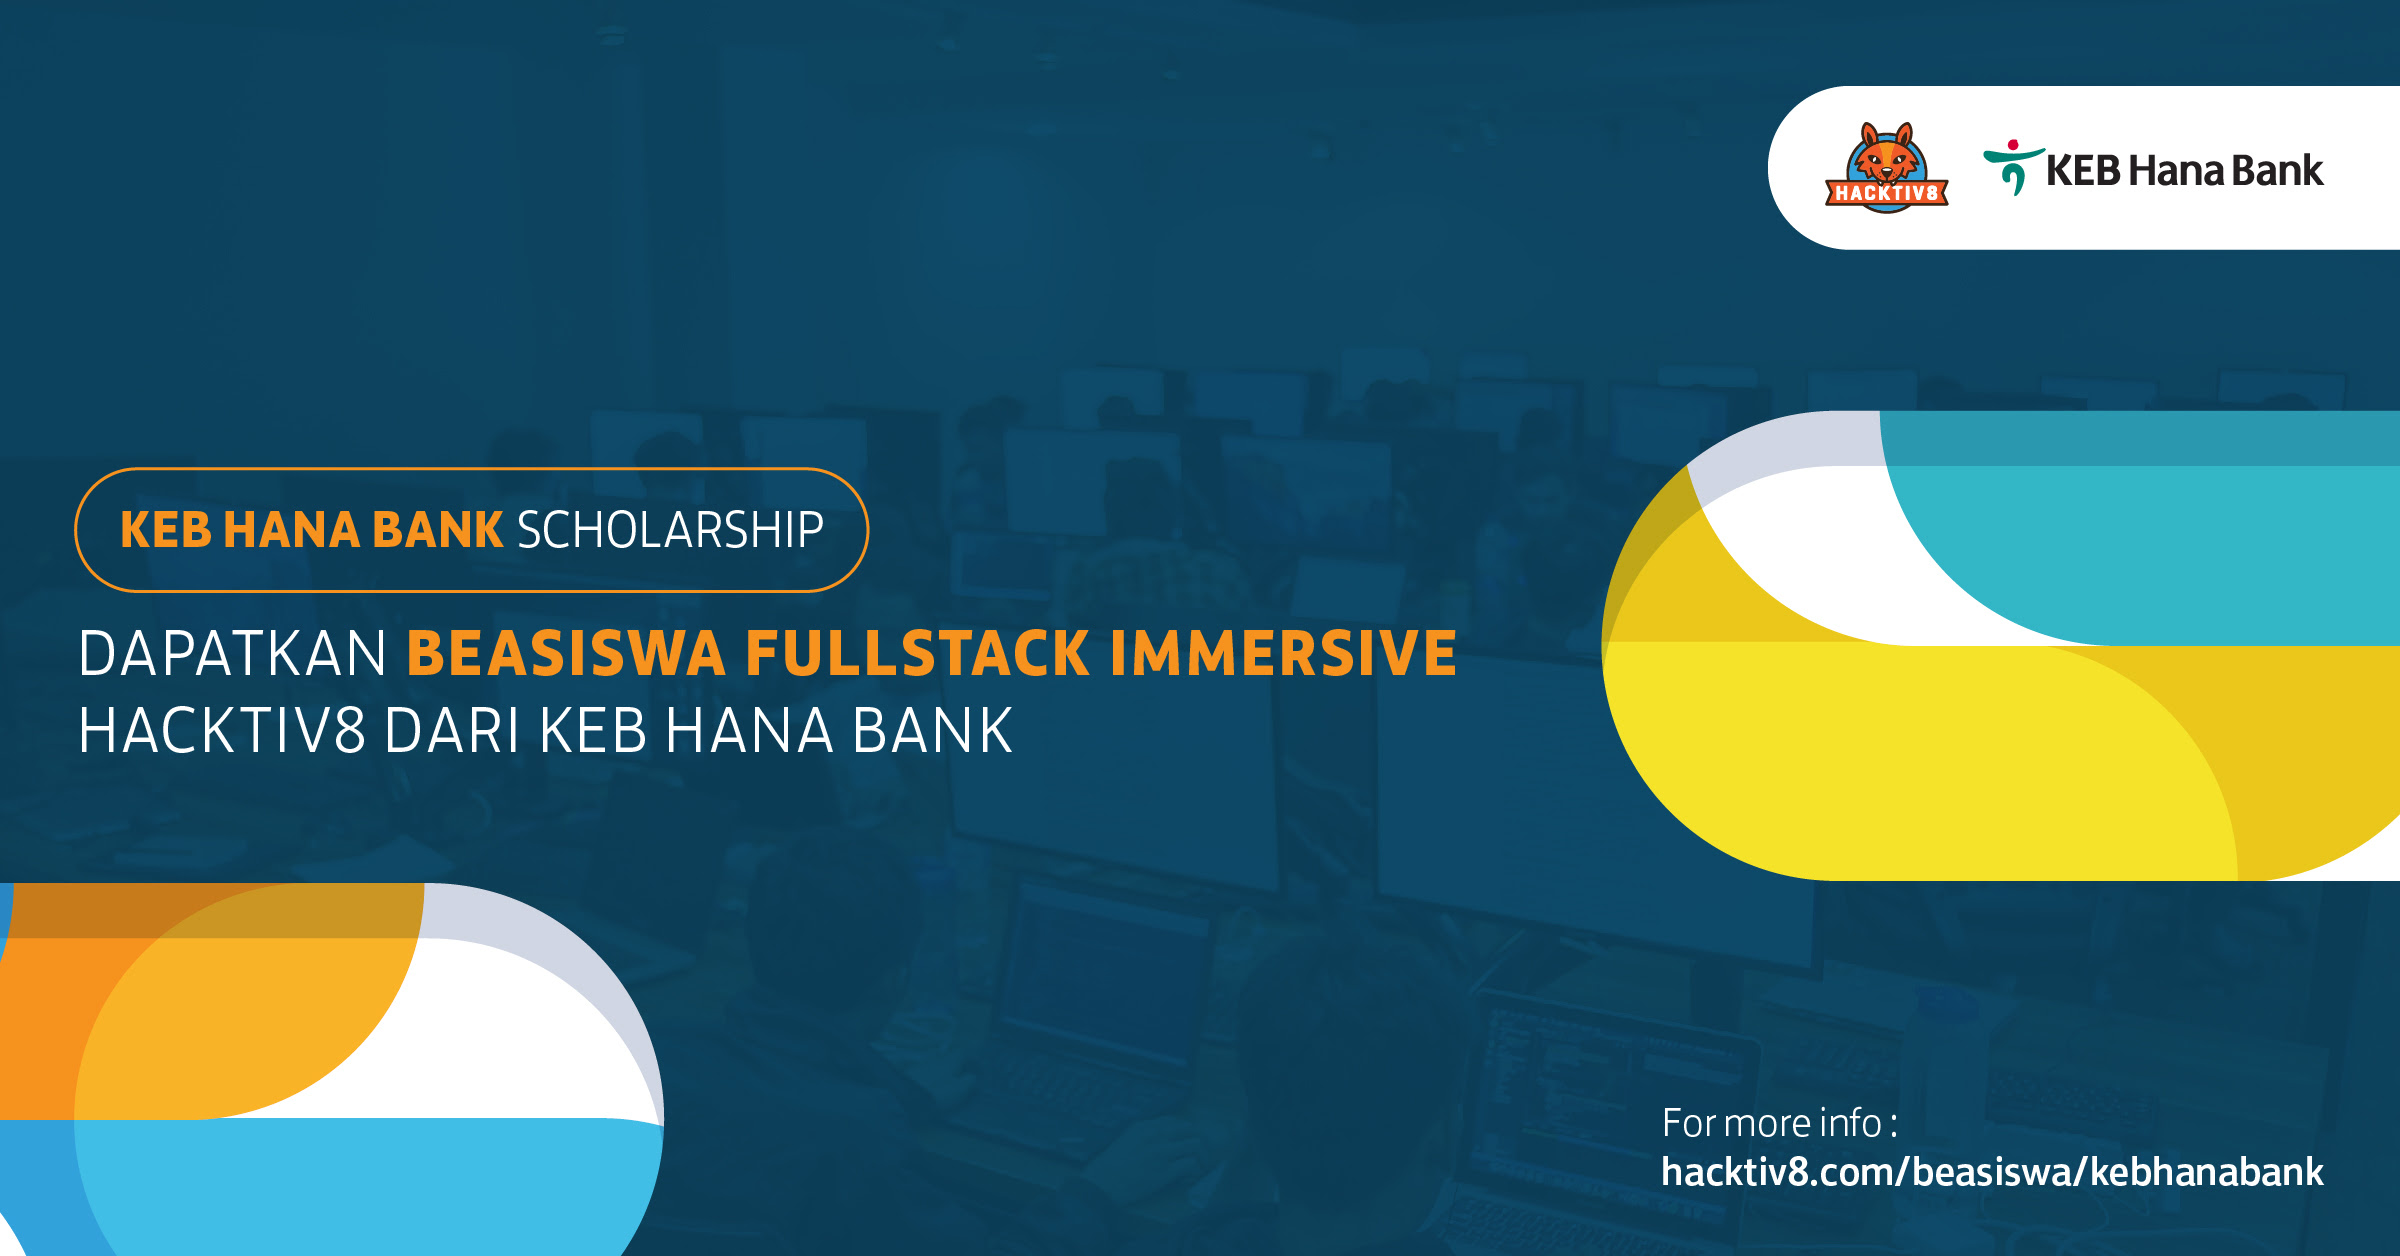 HACKTIV8
KEB Hana Bank
KEB HANA BANK SCHOLARSHIP
DAPATKAN BEASISWA FULLSTACK IMMERSIVE
HACKTIV8 DARI KEB HANA BANK
For more info :
hacktiv8.com/beasiswa/kebhanabank